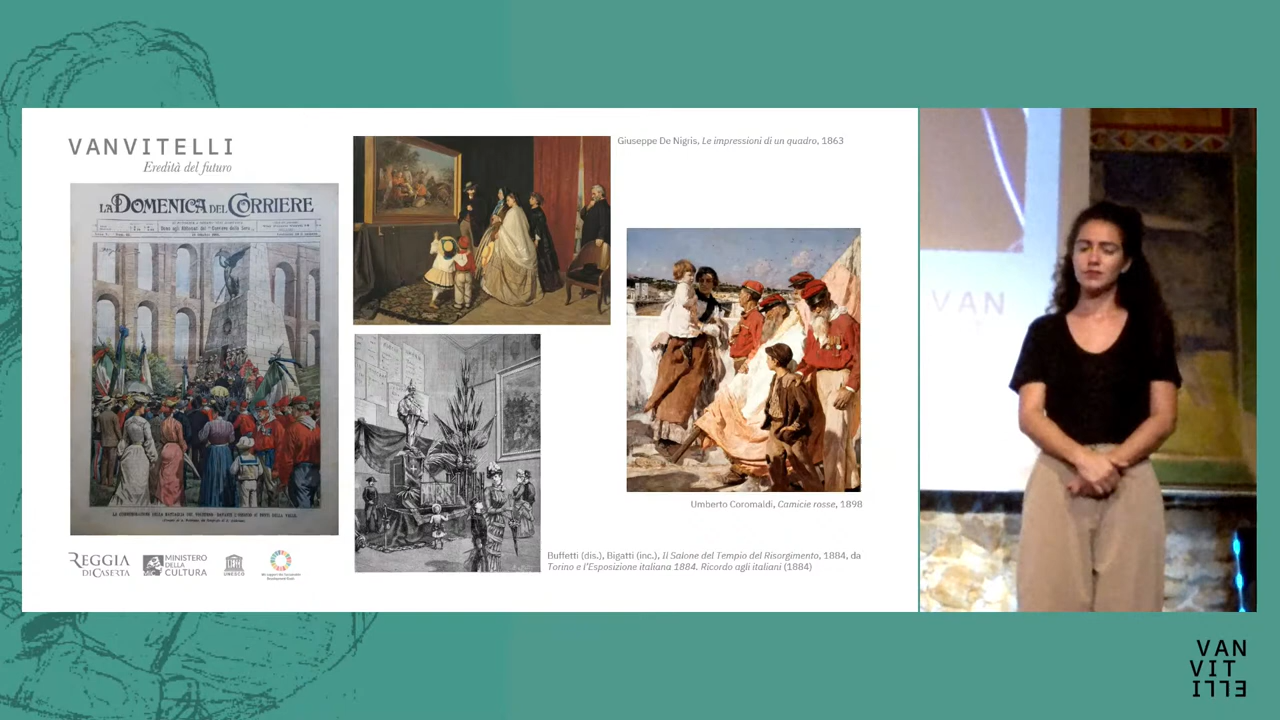 VANVITELLI
Eredità del futuro
LA DOMENICA DEL CORRIERE
Giuseppe De Nigris, Le impressioni di un quadro, 1863
Umberto Coromaldi, Camicie rosse, 1898
Buffetti (dis.), Bigatti (inc.), Il Salone del Tempio del Risorgimento, 1884, da
Torino e l'Esposizione italiana 1884. Ricordo agli italiani (1884)
REGGIA
DI CASERTA
MINISTERO
DELLA
CULTURA
UNESCO
VAN
VAN
VIT
ELLI